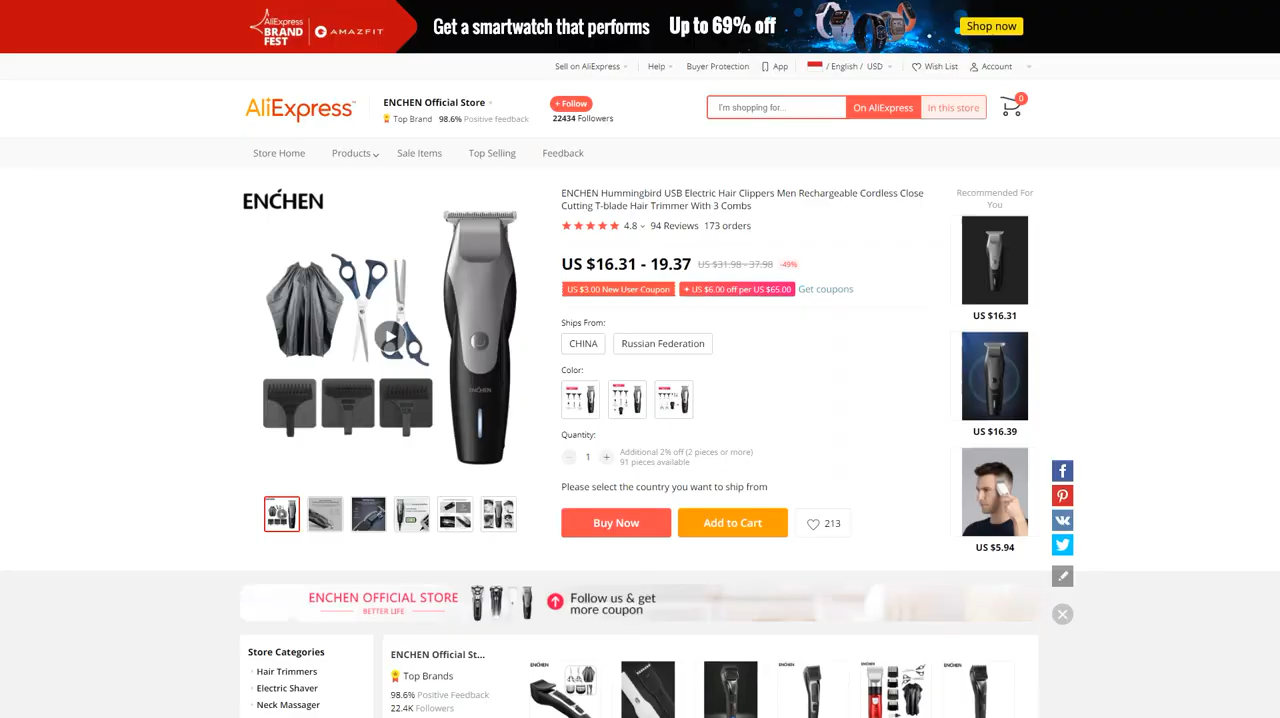 AliExpress
BRAND
FEST
AMAZFIT
Get a smartwatch that performs
Up to 69% off
Shop now
Sell on AliExpress
Help
Buyer Protection
App
/ English / USD
Wish List
Account
AliExpress
ENCHEN Official Store
Top Brand 98.6% Positive feedback
+ Follow
22434 Followers
I'm shopping for...
On AliExpress
In this store
0
Store Home
Products
Sale Items
Top Selling
Feedback
ENĆHEN
ENCHEN
ENCHEN Hummingbird USB Electric Hair Clippers Men Rechargeable Cordless Close
Cutting T-blade Hair Trimmer With 3 Combs
4.8 94 Reviews 173 orders
US $16.31 - 19.37 US $31.98 - 37.98 -49%
US $3.00 New User Coupon + US $6.00 off per US $65.00 Get coupons
Ships From:
CHINA
Russian Federation
Color:
Quantity:
1
Additional 2% off (2 pieces or more)
91 pieces available
Please select the country you want to ship from
Buy Now
Add to Cart
213
Recommended For
You
US $16.31
US $16.39
US $5.94
ENCHEN OFFICIAL STORE
BETTER LIFE
Follow us & get
more coupon
Store Categories
Hair Trimmers
Electric Shaver
Neck Massager
ENCHEN Official St...
Top Brands
98.6% Positive Feedback
22.4K Followers
ENCHEN
ENCHEN
ENCHEN
ENCHEN